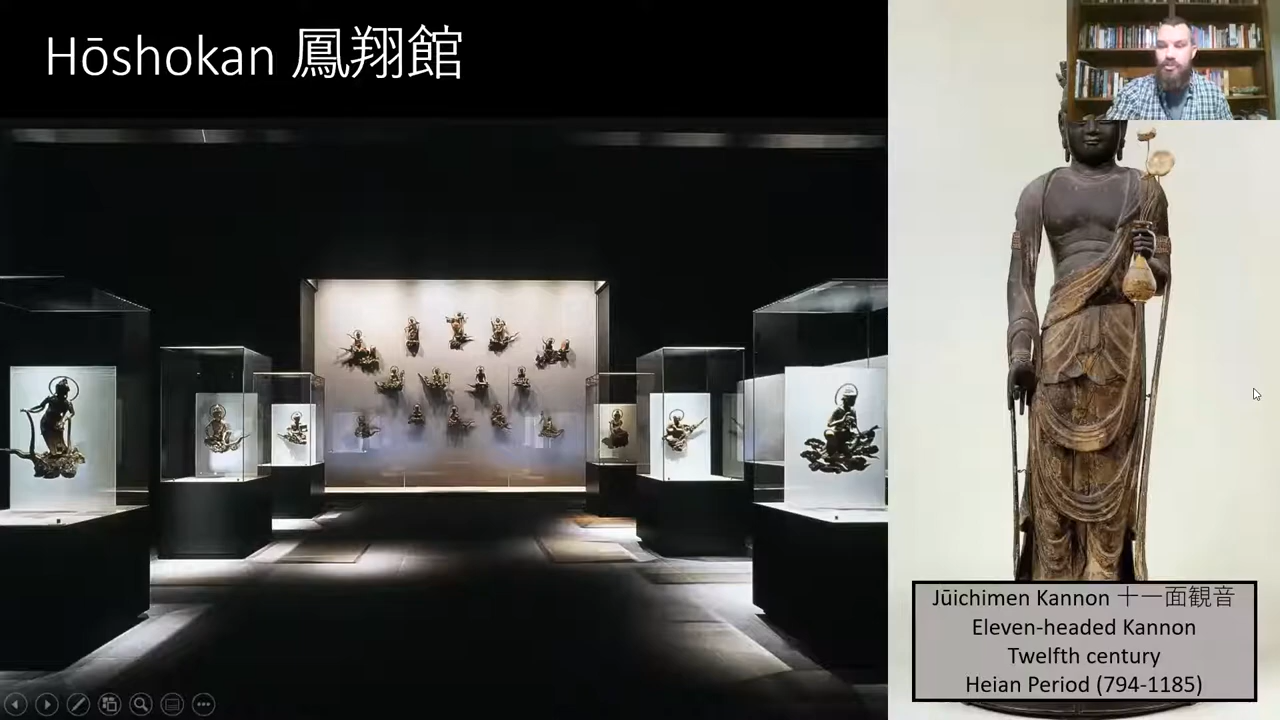 Hōshokan 鳳翔館
Jūichimen Kannon 十一面観音
Eleven-headed Kannon
Twelfth century
Heian Period (794-1185)